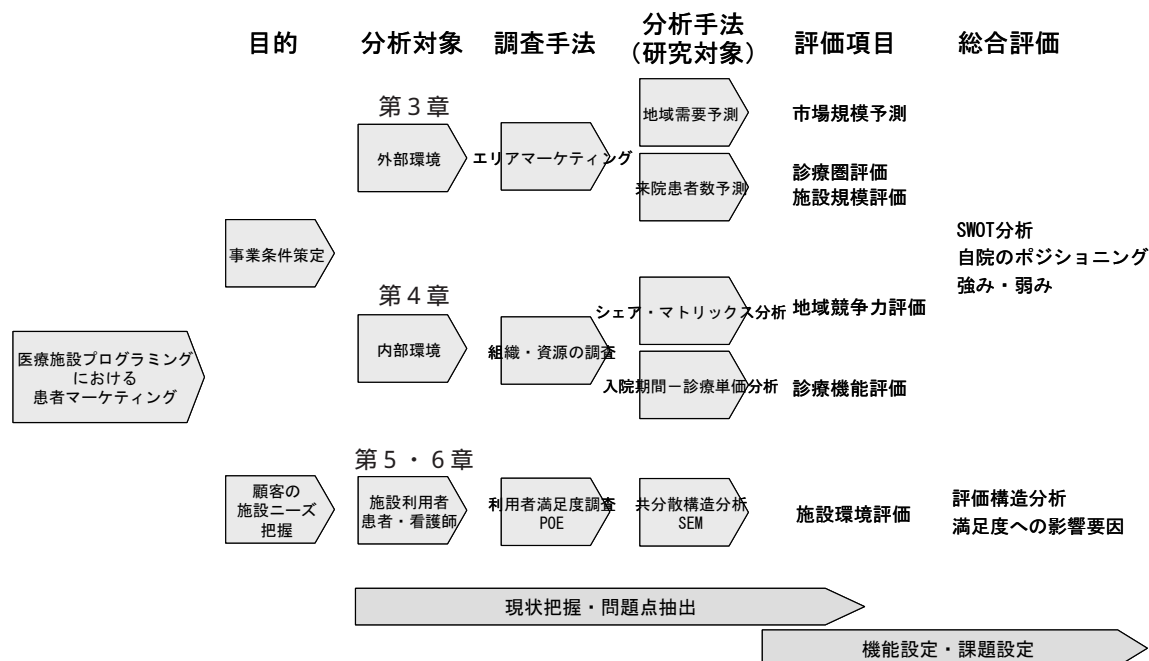 目的
分析対象
調査手法
分析手法
（研究対象）
評価項目
総合評価
第３章
外部環境
エリアマーケティング
地域需要予測
市場規模予測
来院患者数予測
診療圏評価
施設規模評価
事業条件策定
SWOT分析
自院のポジショニング
強み・弱み
第４章
内部環境
組織・資源の調査
シェア・マトリックス分析
地域競争力評価
入院期間－診療単価分析
診療機能評価
医療施設プログラミング
における
患者マーケティング
第５・６章
顧客の
施設ニーズ
把握
施設利用者
患者・看護師
利用者満足度調査
POE
共分散構造分析
SEM
施設環境評価
評価構造分析
満足度への影響要因
現状把握・問題点抽出
機能設定・課題設定